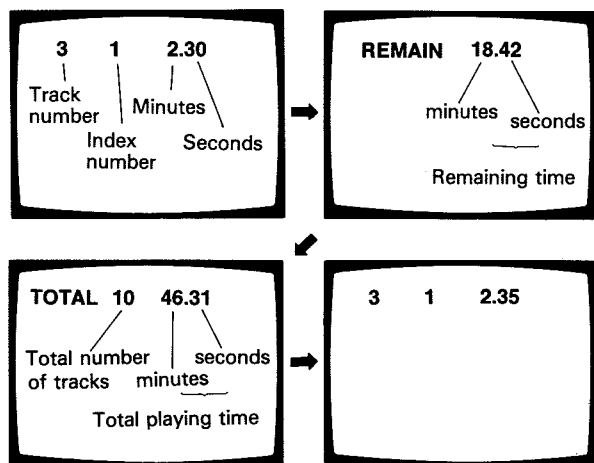 3 1 2.30
Track number
Index number
Minutes
Seconds
REMAIN 18.42
minutes
seconds
Remaining time
TOTAL 10 46.31
Total number of tracks
minutes
seconds
Total playing time
3 1 2.35